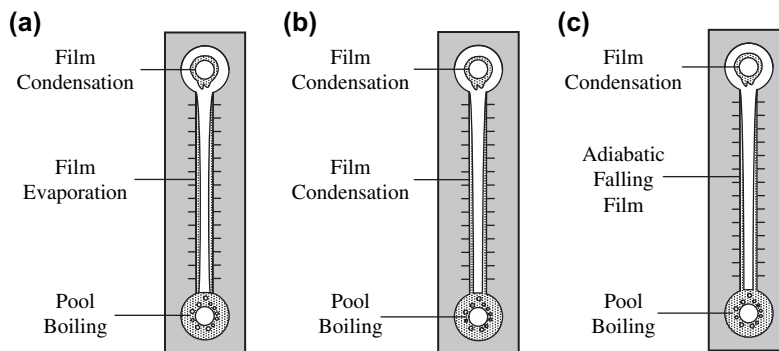 (a)
Film
Condensation
Film
Evaporation
Pool
Boiling
(b)
Film
Condensation
Film
Condensation
Pool
Boiling
(c)
Film
Condensation
Adiabatic
Falling
Film
Pool
Boiling